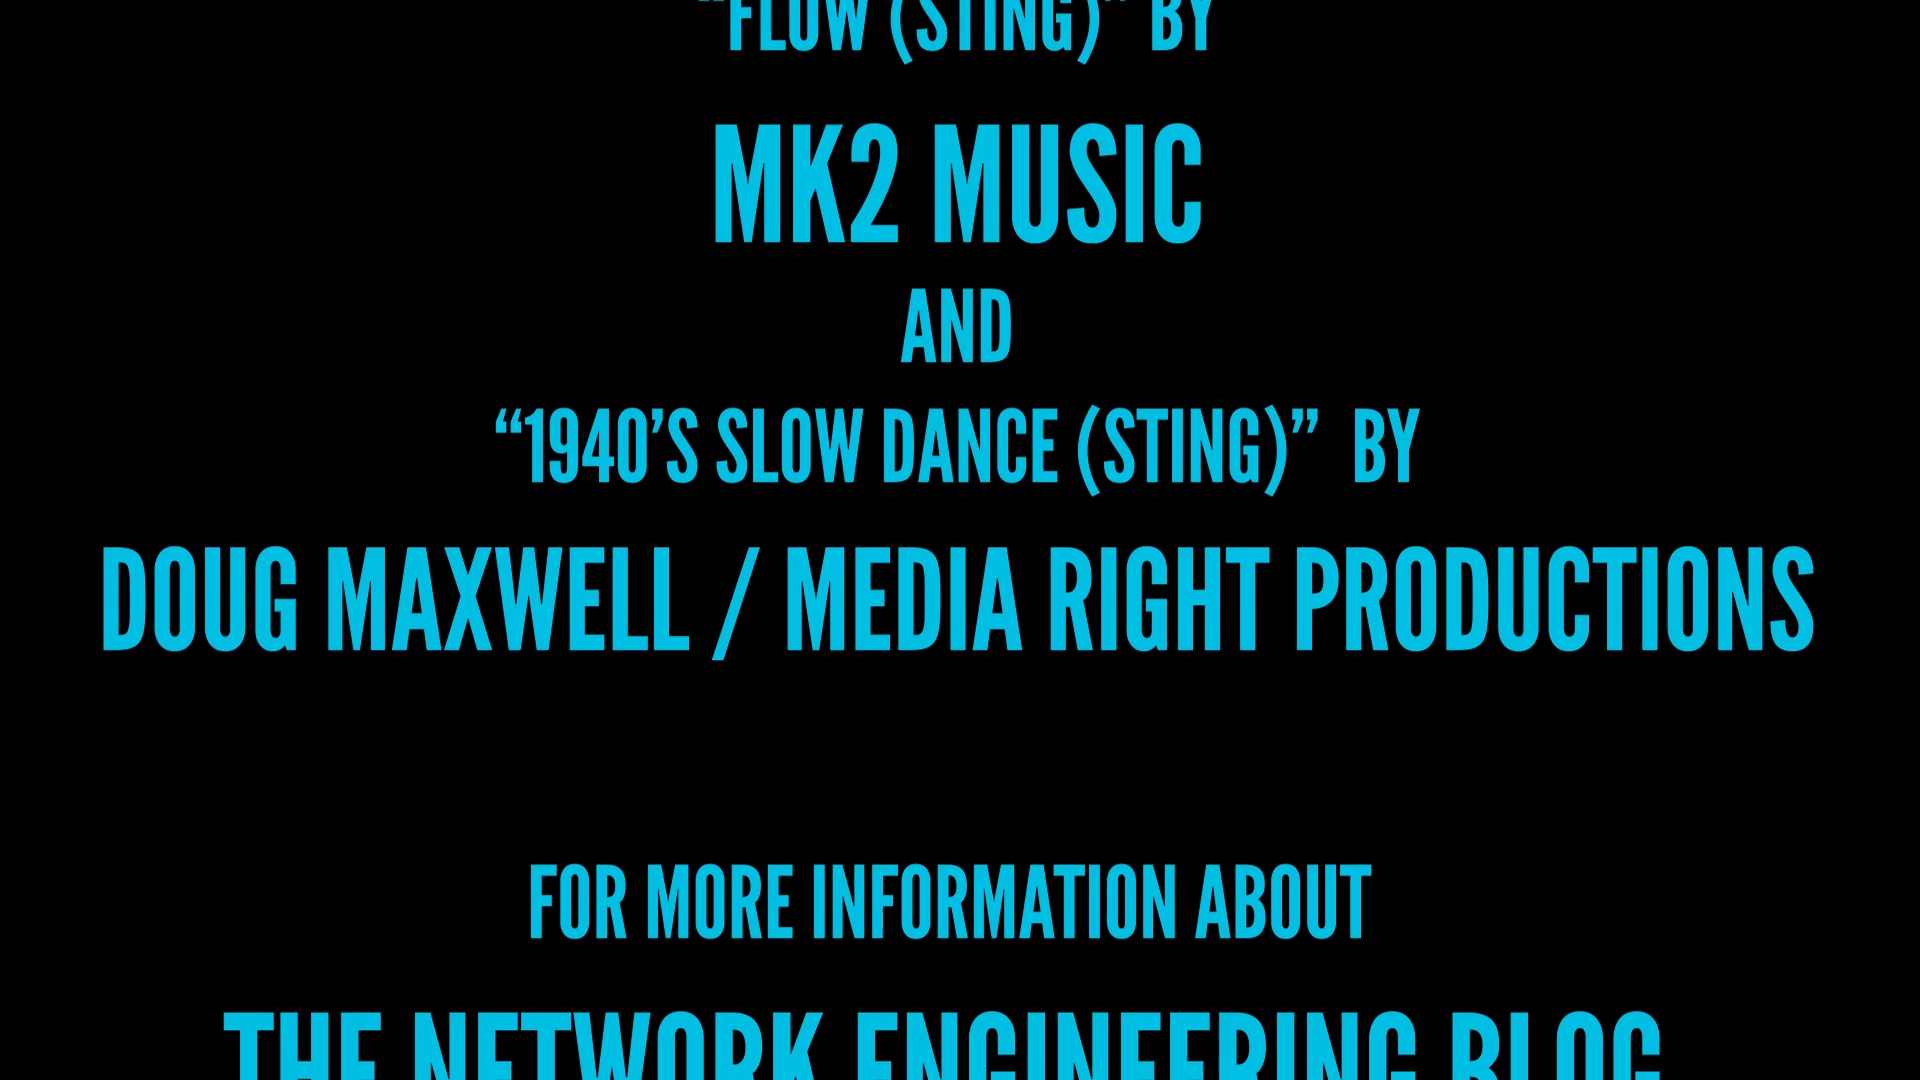 “FLOW (STING)” BY
MK2 MUSIC
AND
“1940’S SLOW DANCE (STING)”  BY
DOUG MAXWELL / MEDIA RIGHT PRODUCTIONS
FOR MORE INFORMATION ABOUT
THE NETWORK ENGINEERING BLOG